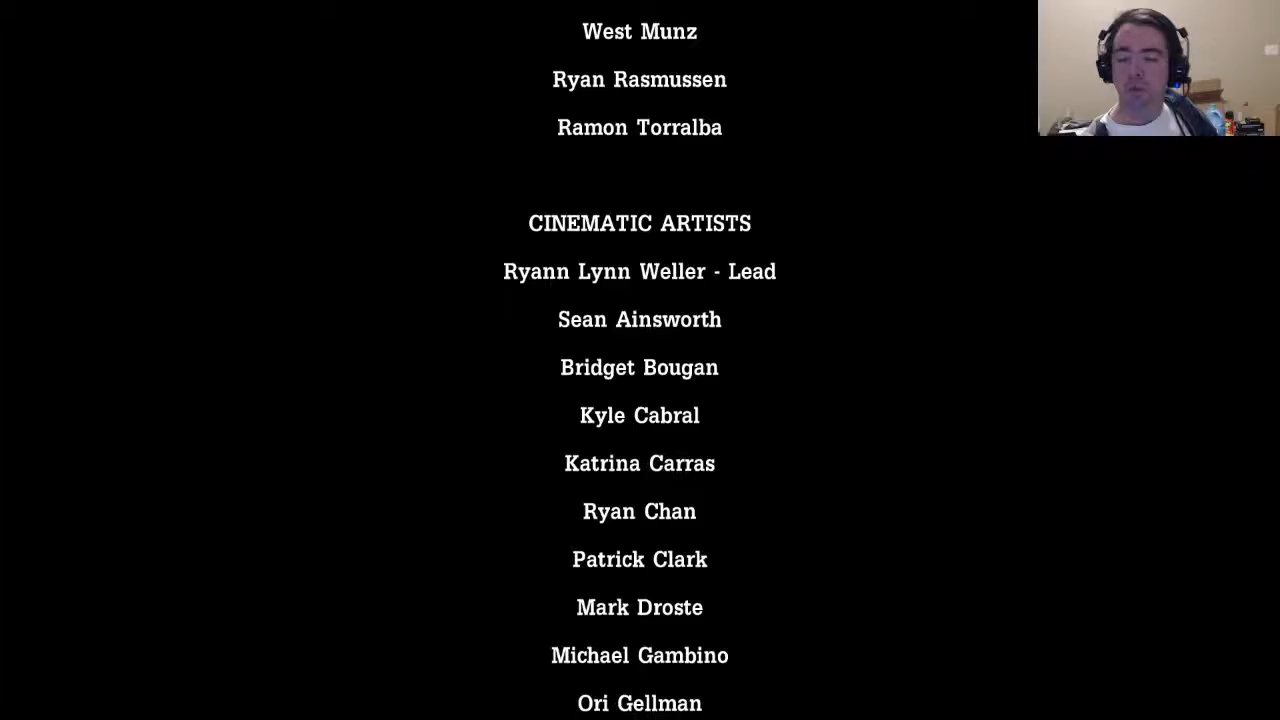 West Munz
Ryan Rasmussen
Ramon Torralba
CINEMATIC ARTISTS
Ryann Lynn Weller - Lead
Sean Ainsworth
Bridget Bougan
Kyle Cabral
Katrina Carras
Ryan Chan
Patrick Clark
Mark Droste
Michael Gambino
Ori Gellman